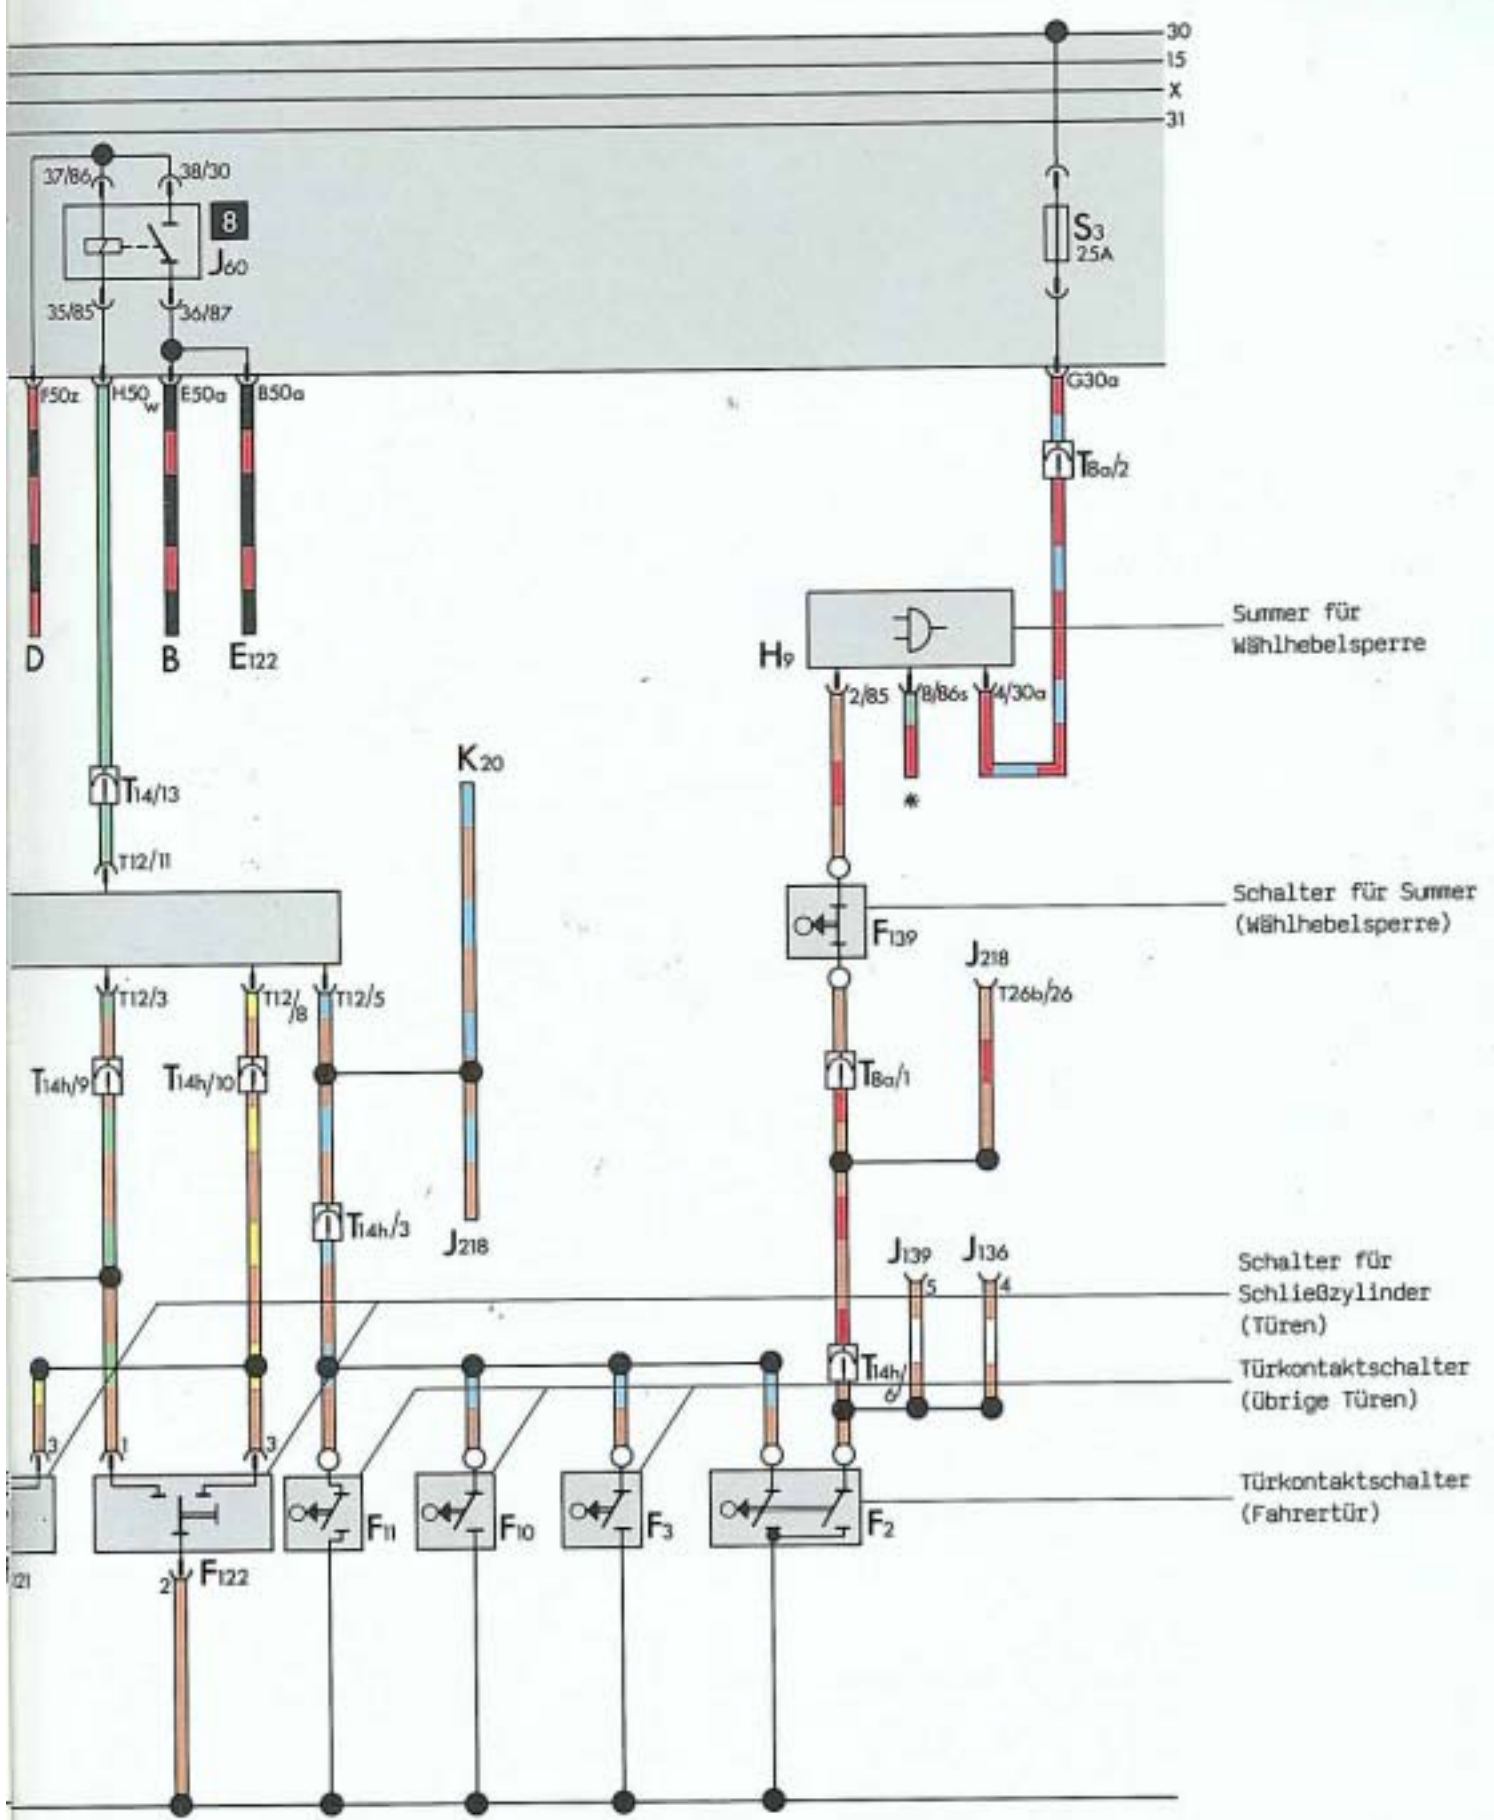 30
15
X
31
37/86
38/30
8
J60
S3
25A
35/85
36/87
H50
w
E50a
B50a
G30a
T8a/2
D
B
E122
H9
Summer für
Wählhebelsperre
2/85
8/86s
4/30a
*
K20
T14/13
T12/11
Schalter für Summer
(Wählhebelsperre)
F139
J218
T12/3
T12/8
T12/5
T26b/26
T14h/9
T14h/10
T8a/1
T14h/3
J218
J139
J136
5
4
Schalter für
Schließzylinder
(Türen)
T14h/
6
Türkontaktschalter
(übrige Türen)
3
1
3
Türkontaktschalter
(Fahrertür)
F11
F10
F3
F2
121
2
F122